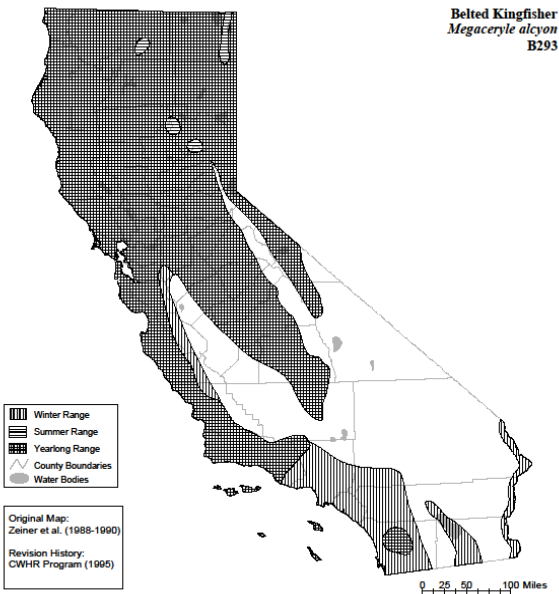 Belted Kingfisher
Megaceryle alcyon
B293
Winter Range
Summer Range
Yearlong Range
County Boundaries
Water Bodies
Original Map:
Zeiner et al. (1988-1990)
Revision History:
CWHR Program (1995)
0 25 50 100 Miles